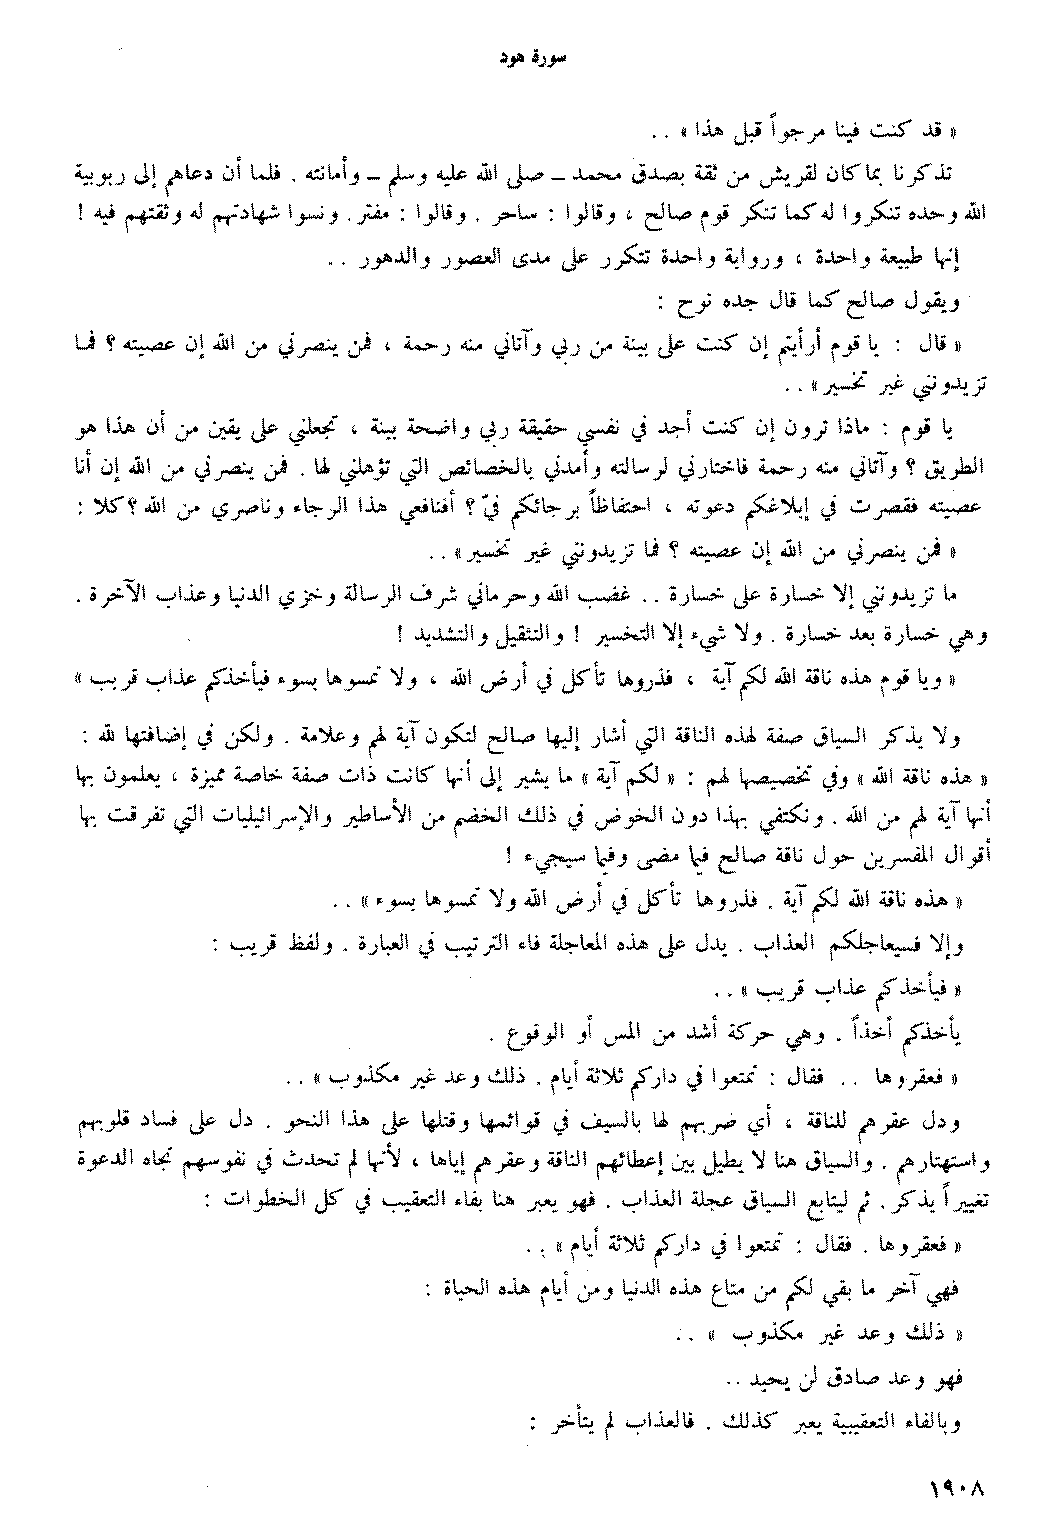 سورة هود
« قد كنت فينا مرجواً قبل هذا » . .
تذكرنا بما كان لقريش من ثقة بصدق محمد – صلى الله عليه وسلم – وأمانته . فلما أن دعاهم إلى ربوبية
الله وحده تنكروا له كما تنكر قوم صالح ، وقالوا : ساحر . وقالوا : مفتر . ونسوا شهادتهم له وثقتهم فيه !
إنها طبيعة واحدة ، ورواية واحدة تتكرر على مدى العصور والدهور . .
ويقول صالح كما قال جده نوح :
« قال : يا قوم أرأيتم إن كنت على بينة من ربي وآتاني منه رحمة ، فمن ينصرني من الله إن عصيته ؟ فما
تزيدونني غير تخسير » . .
يا قوم : ماذا ترون إن كنت أجد في نفسي حقيقة ربي واضحة بينة ، تجعلني على يقين من أن هذا هو
الطريق ؟ وآتاني منه رحمة فاختارني لرسالته وأمدني بالخصائص التي تؤهلني لها . فمن ينصرني من الله إن أنا
عصيته فقصرت في إبلاغكم دعوته ، احتفاظاً برجائكم فيّ ؟ أفنافعي هذا الرجاء وناصري من الله ؟ كلا :
« فمن ينصرني من الله إن عصيته ؟ فما تزيدونني غير تخسير » . .
ما تزيدونني إلا خسارة على خسارة . . غضب الله وحرماني شرف الرسالة وخزي الدنيا وعذاب الآخرة .
وهي خسارة بعد خسارة . ولا شيء إلا التخسير ! والتثقيل والتشديد !
« ويا قوم هذه ناقة الله لكم آية ، فذروها تأكل في أرض الله ، ولا تمسوها بسوء فيأخذكم عذاب قريب »
ولا يذكر السياق صفة لهذه الناقة التي أشار إليها صالح لتكون آية لهم وعلامة . ولكن في إضافتها لله :
« هذه ناقة الله » وفي تخصيصها لهم : « لكم آية » ما يشير إلى أنها كانت ذات صفة خاصة مميزة ، يعلمون بها
أنها آية لهم من الله . ونكتفي بهذا دون الخوض في ذلك الخضم من الأساطير والإسرائيليات التي تفرقت بها
أقوال المفسرين حول ناقة صالح فيما مضى وفيما سيجيء !
« هذه ناقة الله لكم آية . فذروها تأكل في أرض الله ولا تمسوها بسوء » . .
وإلا فسيعاجلكم العذاب . يدل على هذه المعاجلة فاء الترتيب في العبارة . ولفظ قريب :
« فيأخذكم عذاب قريب » . .
يأخذكم أخذاً . وهي حركة أشد من المس أو الوقوع .
« فعقروها . . فقال : تمتعوا في داركم ثلاثة أيام . ذلك وعد غير مكذوب » . .
ودل عقرهم للناقة ، أي ضربهم لها بالسيف في قوائمها وقتلها على هذا النحو . دل على فساد قلوبهم
واستهتارهم . والسياق هنا لا يطيل بين إعطائهم الناقة وعقرهم إياها ، لأنها لم تحدث في نفوسهم تجاه الدعوة
تغييراً يذكر . ثم ليتابع السياق عجلة العذاب . فهو يعبر هنا بفاء التعقيب في كل الخطوات :
« فعقروها . فقال : تمتعوا في داركم ثلاثة أيام » . .
فهي آخر ما بقي لكم من متاع هذه الدنيا ومن أيام هذه الحياة :
« ذلك وعد غير مكذوب » . .
فهو وعد صادق لن يحيد . .
وبالفاء التعقيبية يعبر كذلك . فالعذاب لم يتأخر :
١٩٠٨